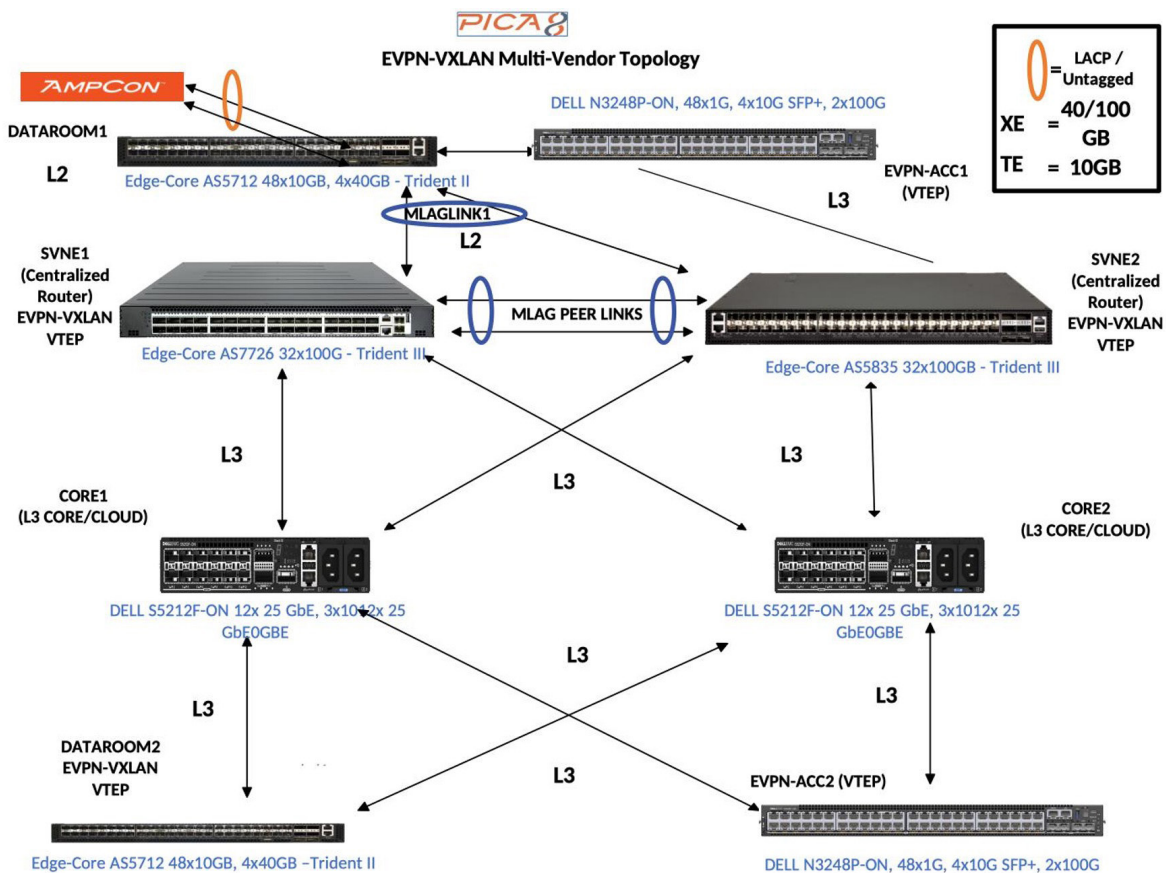 PICA8
EVPN-VXLAN Multi-Vendor Topology
AMPCON
= LACP /
Untagged
XE = 40/100
GB
TE = 10GB
DELL N3248P-ON, 48x1G, 4x10G SFP+, 2x100G
DATAROOM1
L2
Edge-Core AS5712 48x10GB, 4x40GB - Trident II
EVPN-ACC1
(VTEP)
L3
MLAGLINK1
L2
SVNE1
(Centralized
Router)
EVPN-VXLAN
VTEP
MLAG PEER LINKS
SVNE2
(Centralized
Router)
EVPN-VXLAN
VTEP
Edge-Core AS7726 32x100G - Trident III
Edge-Core AS5835 32x100GB - Trident III
L3
L3
L3
CORE1
(L3 CORE/CLOUD)
CORE2
(L3 CORE/CLOUD)
DELL S5212F-ON 12x 25 GbE, 3x1012x 25
GbE0GBE
DELL S5212F-ON 12x 25 GbE, 3x1012x 25
GbE0GBE
L3
L3
L3
L3
DATAROOM2
EVPN-VXLAN
VTEP
EVPN-ACC2 (VTEP)
Edge-Core AS5712 48x10GB, 4x40GB –Trident II
DELL N3248P-ON, 48x1G, 4x10G SFP+, 2x100G